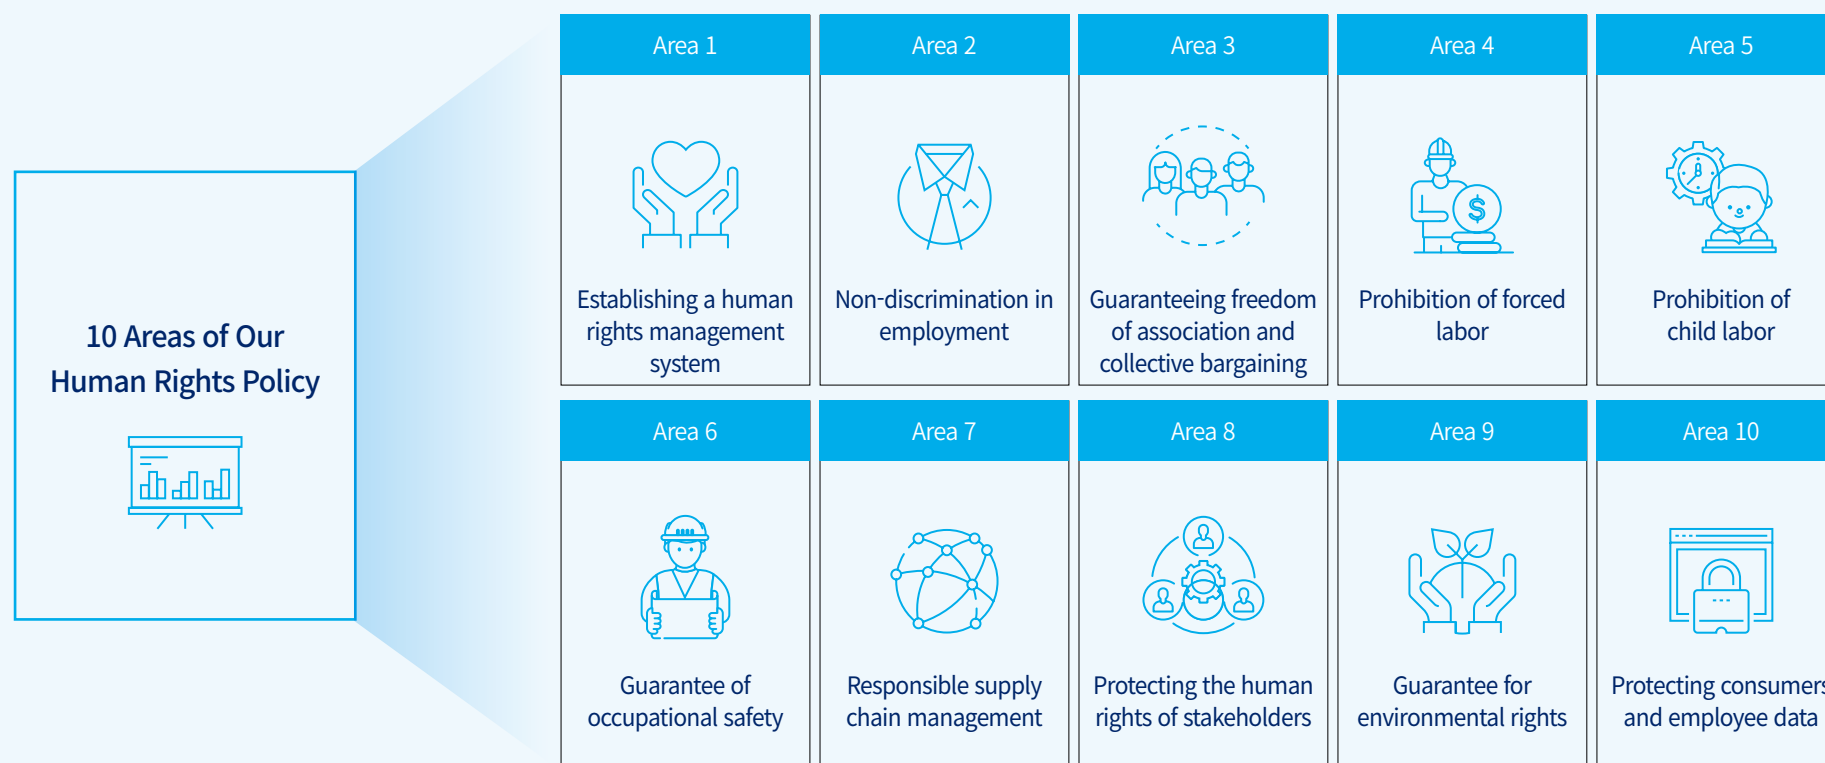 10 Areas of Our
Human Rights Policy
Area 1
Establishing a human
rights management
system
Area 2
Non-discrimination in
employment
Area 3
Guaranteeing freedom
of association and
collective bargaining
Area 4
Prohibition of forced
labor
Area 5
Prohibition of
child labor
Area 6
Guarantee of
occupational safety
Area 7
Responsible supply
chain management
Area 8
Protecting the human
rights of stakeholders
Area 9
Guarantee for
environmental rights
Area 10
Protecting consumers
and employee data